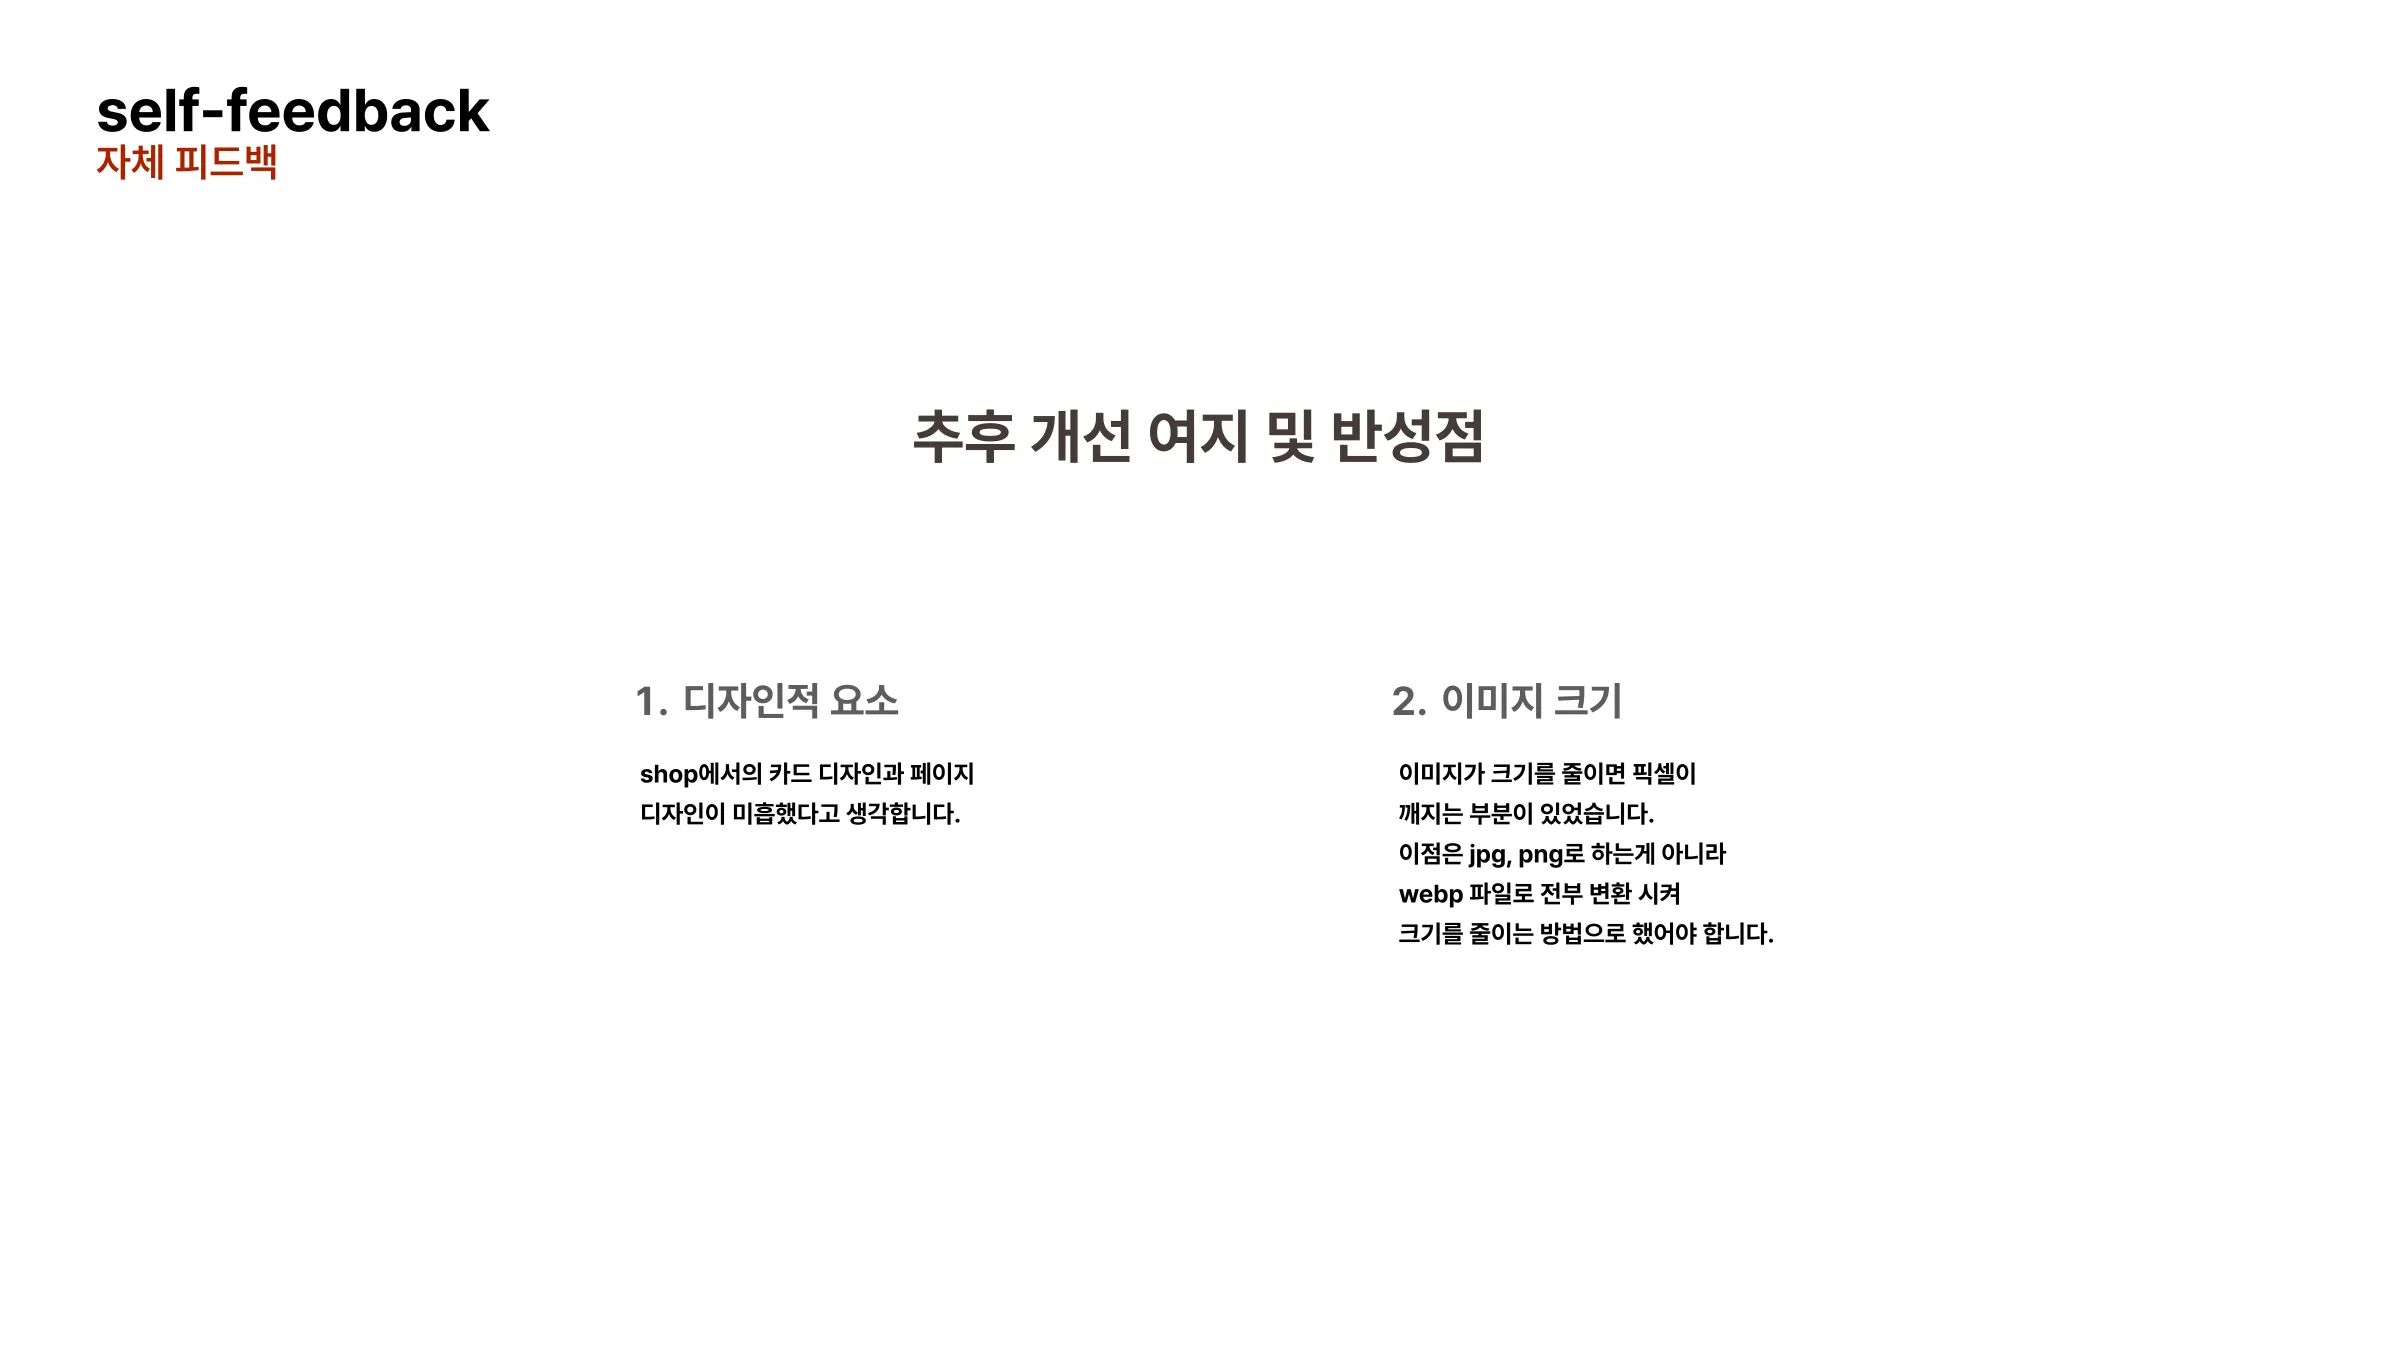 self-feedback
자체 피드백
추후 개선 여지 및 반성점
1. 디자인적 요소
shop에서의 카드 디자인과 페이지
디자인이 미흡했다고 생각합니다.
2. 이미지 크기
이미지가 크기를 줄이면 픽셀이
깨지는 부분이 있었습니다.
이점은 jpg, png로 하는게 아니라
webp 파일로 전부 변환 시켜
크기를 줄이는 방법으로 했어야 합니다.